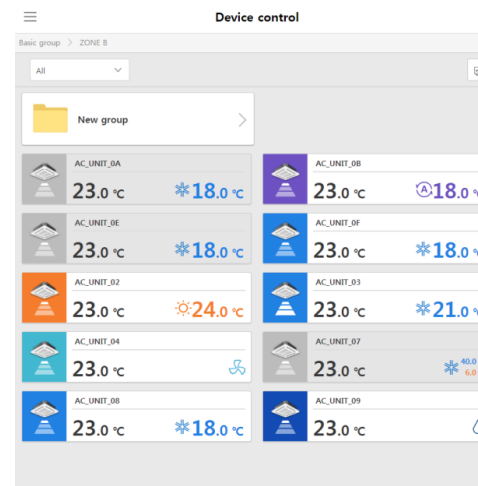 Device control
Basic group > ZONE B
All
New group
AC_UNIT_0A
23.0 ℃ 18.0 ℃
AC_UNIT_0B
23.0 ℃ A 18.0
AC_UNIT_0E
23.0 ℃ 18.0 ℃
AC_UNIT_0F
23.0 ℃ 18.0
AC_UNIT_02
23.0 ℃ 24.0 ℃
AC_UNIT_03
23.0 ℃ 21.0
AC_UNIT_04
23.0 ℃
AC_UNIT_07
23.0 ℃ 40.0
6.0
AC_UNIT_08
23.0 ℃ 18.0 ℃
AC_UNIT_09
23.0 ℃